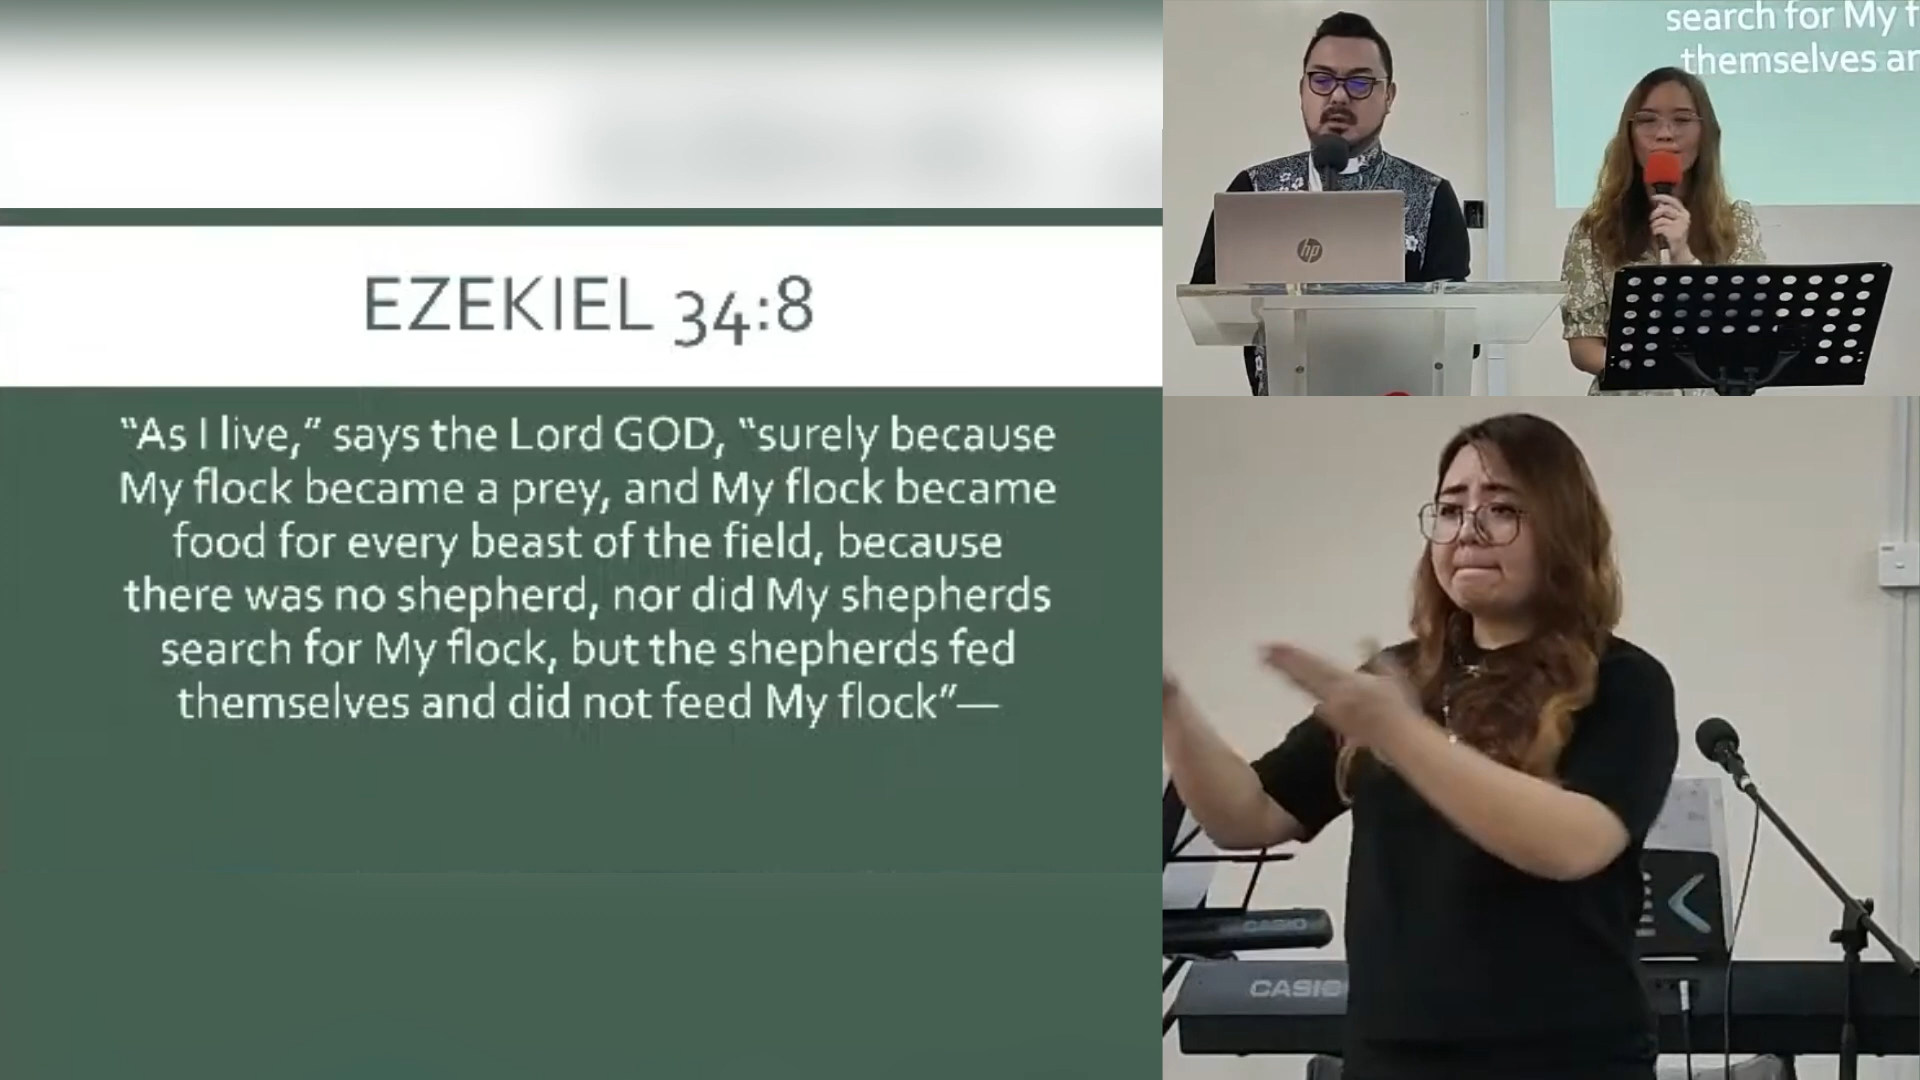 EZEKIEL 34:8
“As I live,” says the Lord GOD, “surely because
My flock became a prey, and My flock became
food for every beast of the field, because
there was no shepherd, nor did My shepherds
search for My flock, but the shepherds fed
themselves and did not feed My flock”—
search for My f
themselves ar
hp
CASIO
CASIO